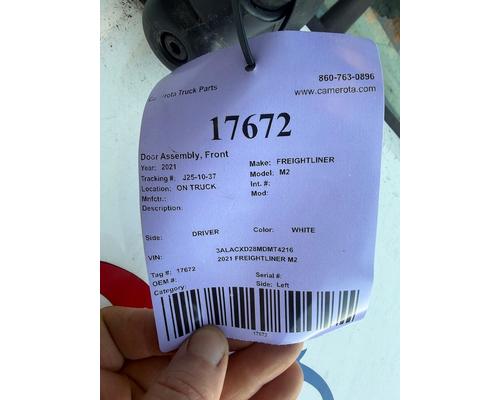 Camerota Truck Parts
860-763-0896
www.camerota.com
17672
Door Assembly, Front
Year: 2021 Make: FREIGHTLINER
Tracking #: J25-10-37 Model: M2
Location: ON TRUCK Int. #:
Mnfctr.: Mod:
Description:
Side: DRIVER Color: WHITE
VIN: 3ALACXD28MDMT4216
2021 FREIGHTLINER M2
Tag #: 17672 Serial #:
OEM #: Side: Left
Category:
17672